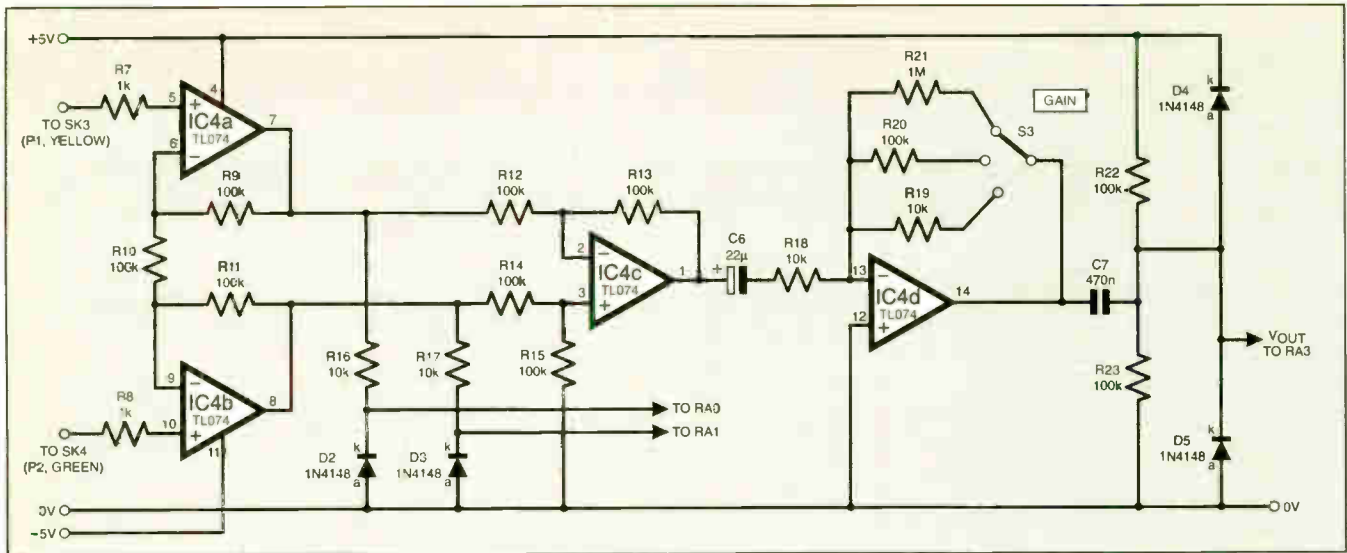 +5V
R7
1k
5
+
4
IC4a
TL074
7
6
−
TO SK3
(P1, YELLOW)
R9
100k
R10
100k
R11
100k
9
−
IC4b
TL074
8
10
+
11
R8
1k
TO SK4
(P2, GREEN)
0V
−5V
R12
100k
R13
100k
2
−
IC4c
TL074
1
3
+
R14
100k
R15
100k
R16
10k
R17
10k
TO RA0
TO RA1
D2
1N4148
k
a
D3
1N4148
k
a
C6
22µ
+
R18
10k
R21
1M
GAIN
S3
R20
100k
R19
10k
13
−
IC4d
TL074
14
12
+
C7
470n
R22
100k
R23
100k
D4
1N4148
k
a
VOUT
TO RA3
D5
1N4148
k
a
0V